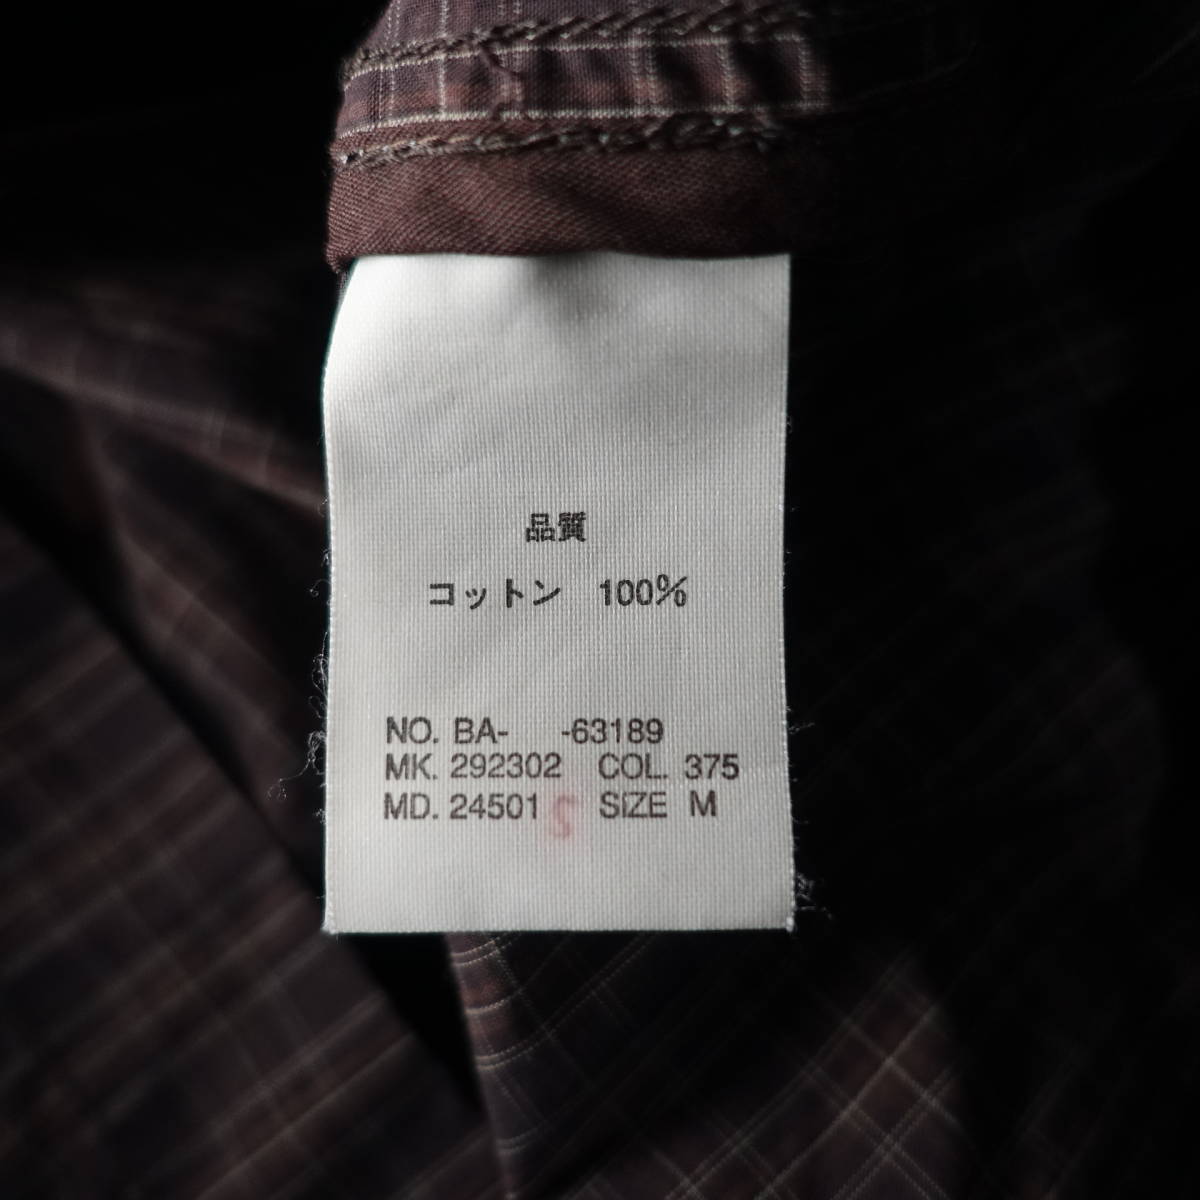 品質
コットン 100%
NO. BA- -63189
MK. 292302 COL. 375
MD. 24501 SIZE M